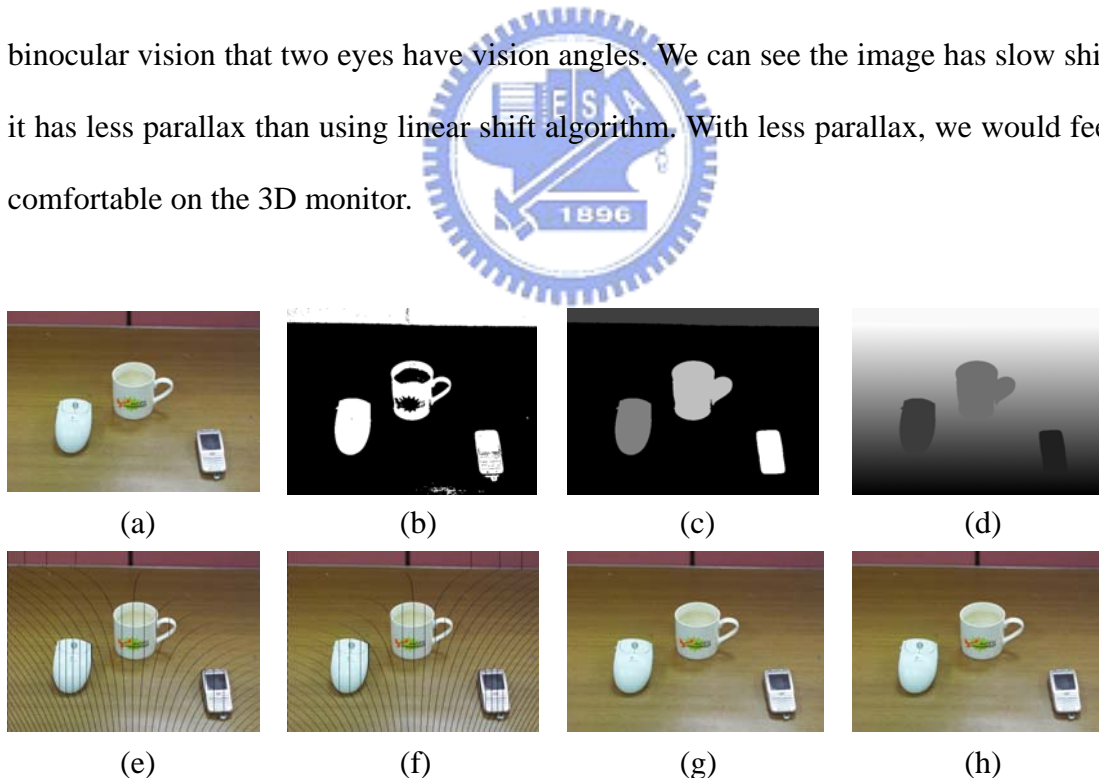 binocular vision that two eyes have vision angles. We can see the image has slow shi
it has less parallax than using linear shift algorithm. With less parallax, we would fee
comfortable on the 3D monitor.
E S A
1896
(a) (b) (c) (d)
(e) (f) (g) (h)